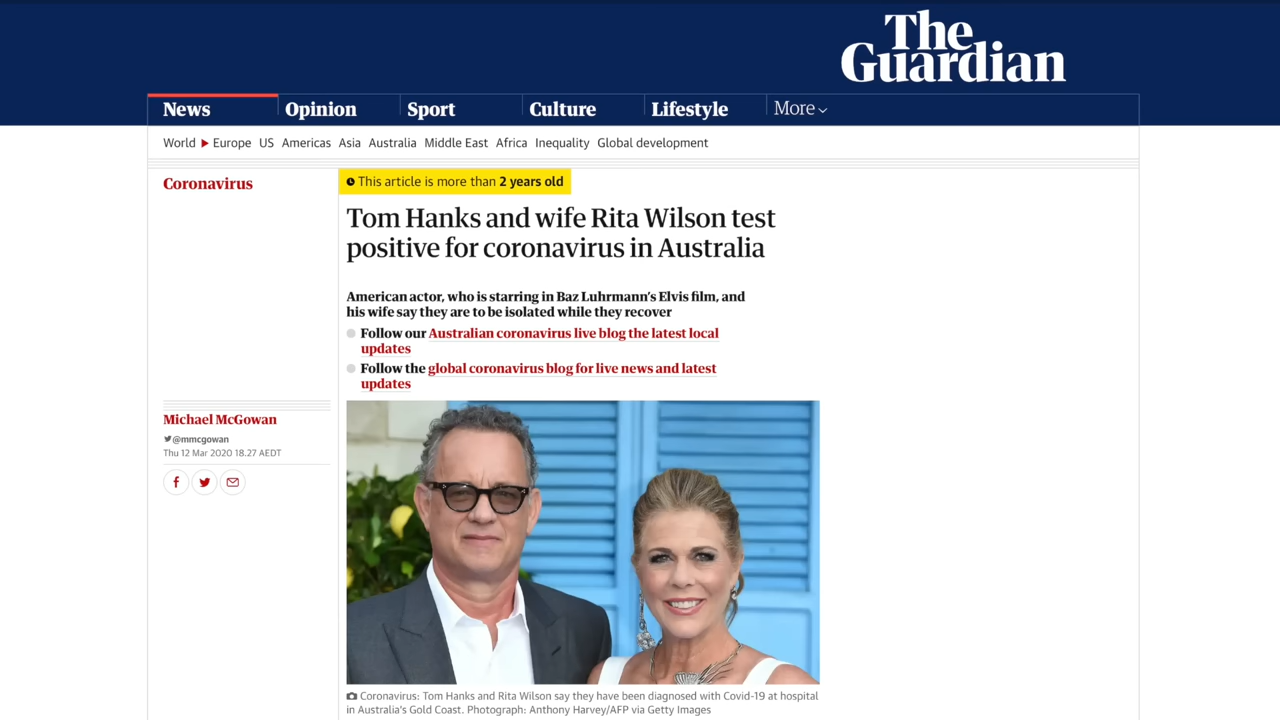 The
Guardian
News Opinion Sport Culture Lifestyle More
World Europe US Americas Asia Australia Middle East Africa Inequality Global development
Coronavirus
This article is more than 2 years old
Tom Hanks and wife Rita Wilson test
positive for coronavirus in Australia
American actor, who is starring in Baz Luhrmann’s Elvis film, and
his wife say they are to be isolated while they recover
Follow our Australian coronavirus live blog the latest local
updates
Follow the global coronavirus blog for live news and latest
updates
Michael McGowan
@mmcgowan
Thu 12 Mar 2020 18.27 AEDT
Coronavirus: Tom Hanks and Rita Wilson say they have been diagnosed with Covid-19 at hospital
in Australia’s Gold Coast. Photograph: Anthony Harvey/AFP via Getty Images